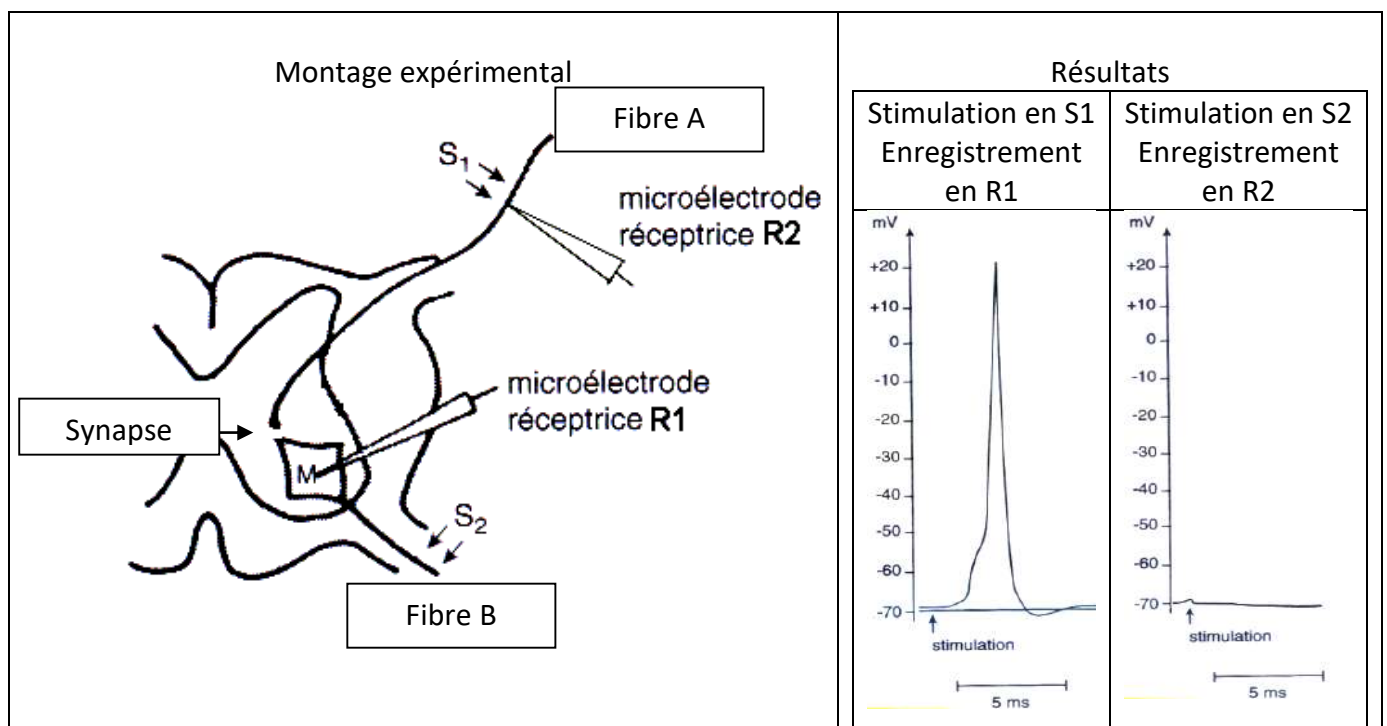 Montage expérimental
Fibre A
S1
microélectrode
réceptrice R2
microélectrode
réceptrice R1
Synapse
M
S2
Fibre B
Résultats
Stimulation en S1
Enregistrement
en R1
Stimulation en S2
Enregistrement
en R2
mV
+20
+10
0
-10
-20
-30
-40
-50
-60
-70
stimulation
5 ms
mV
+20
+10
0
-10
-20
-30
-40
-50
-60
-70
stimulation
5 ms